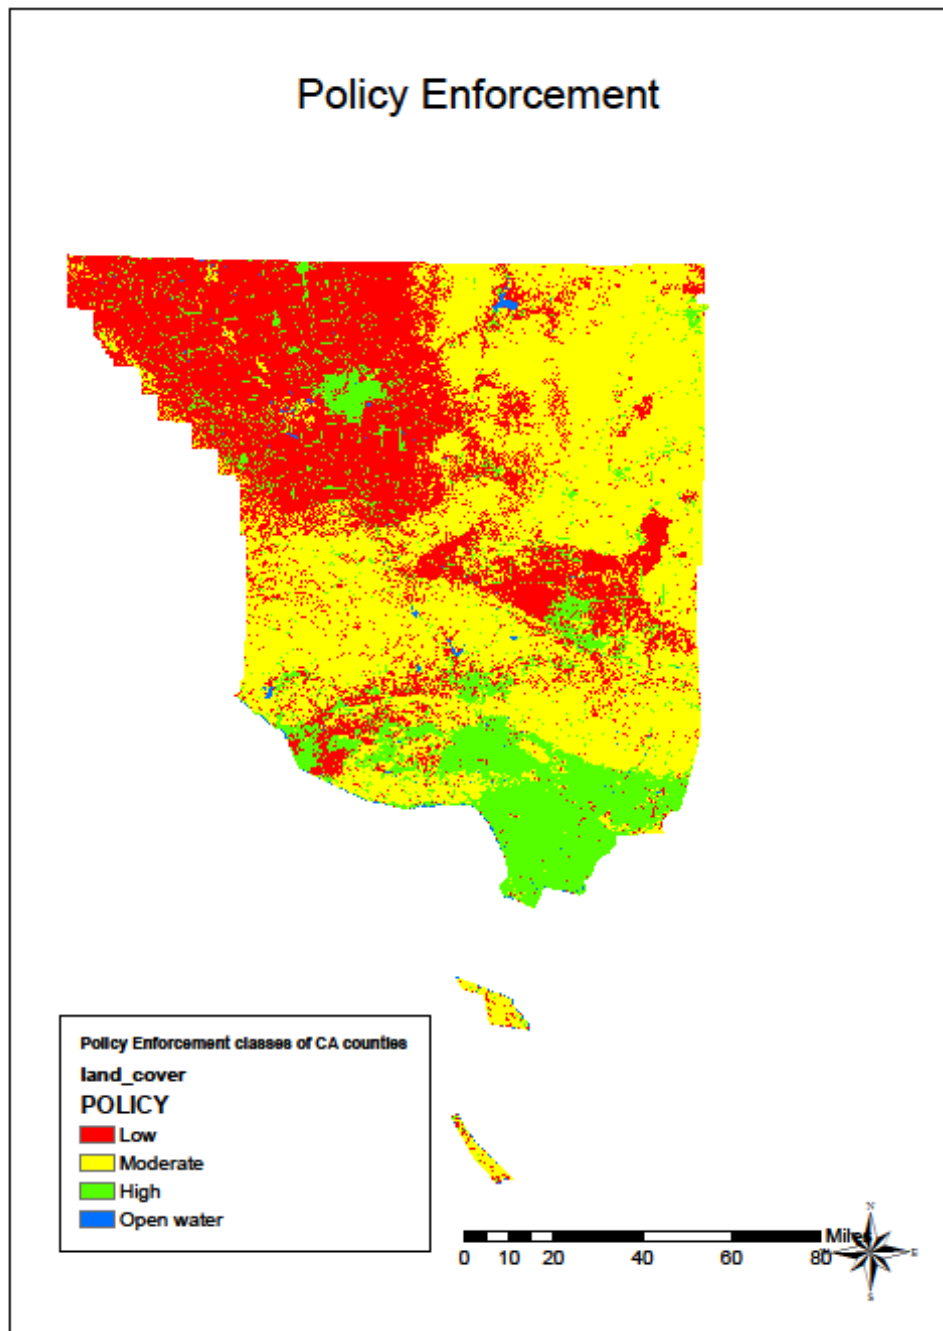 Policy Enforcement
Policy Enforcement classes of CA counties
land_cover
POLICY
Low
Moderate
High
Open water
N
Miles
E
0 10 20 40 60 80
S